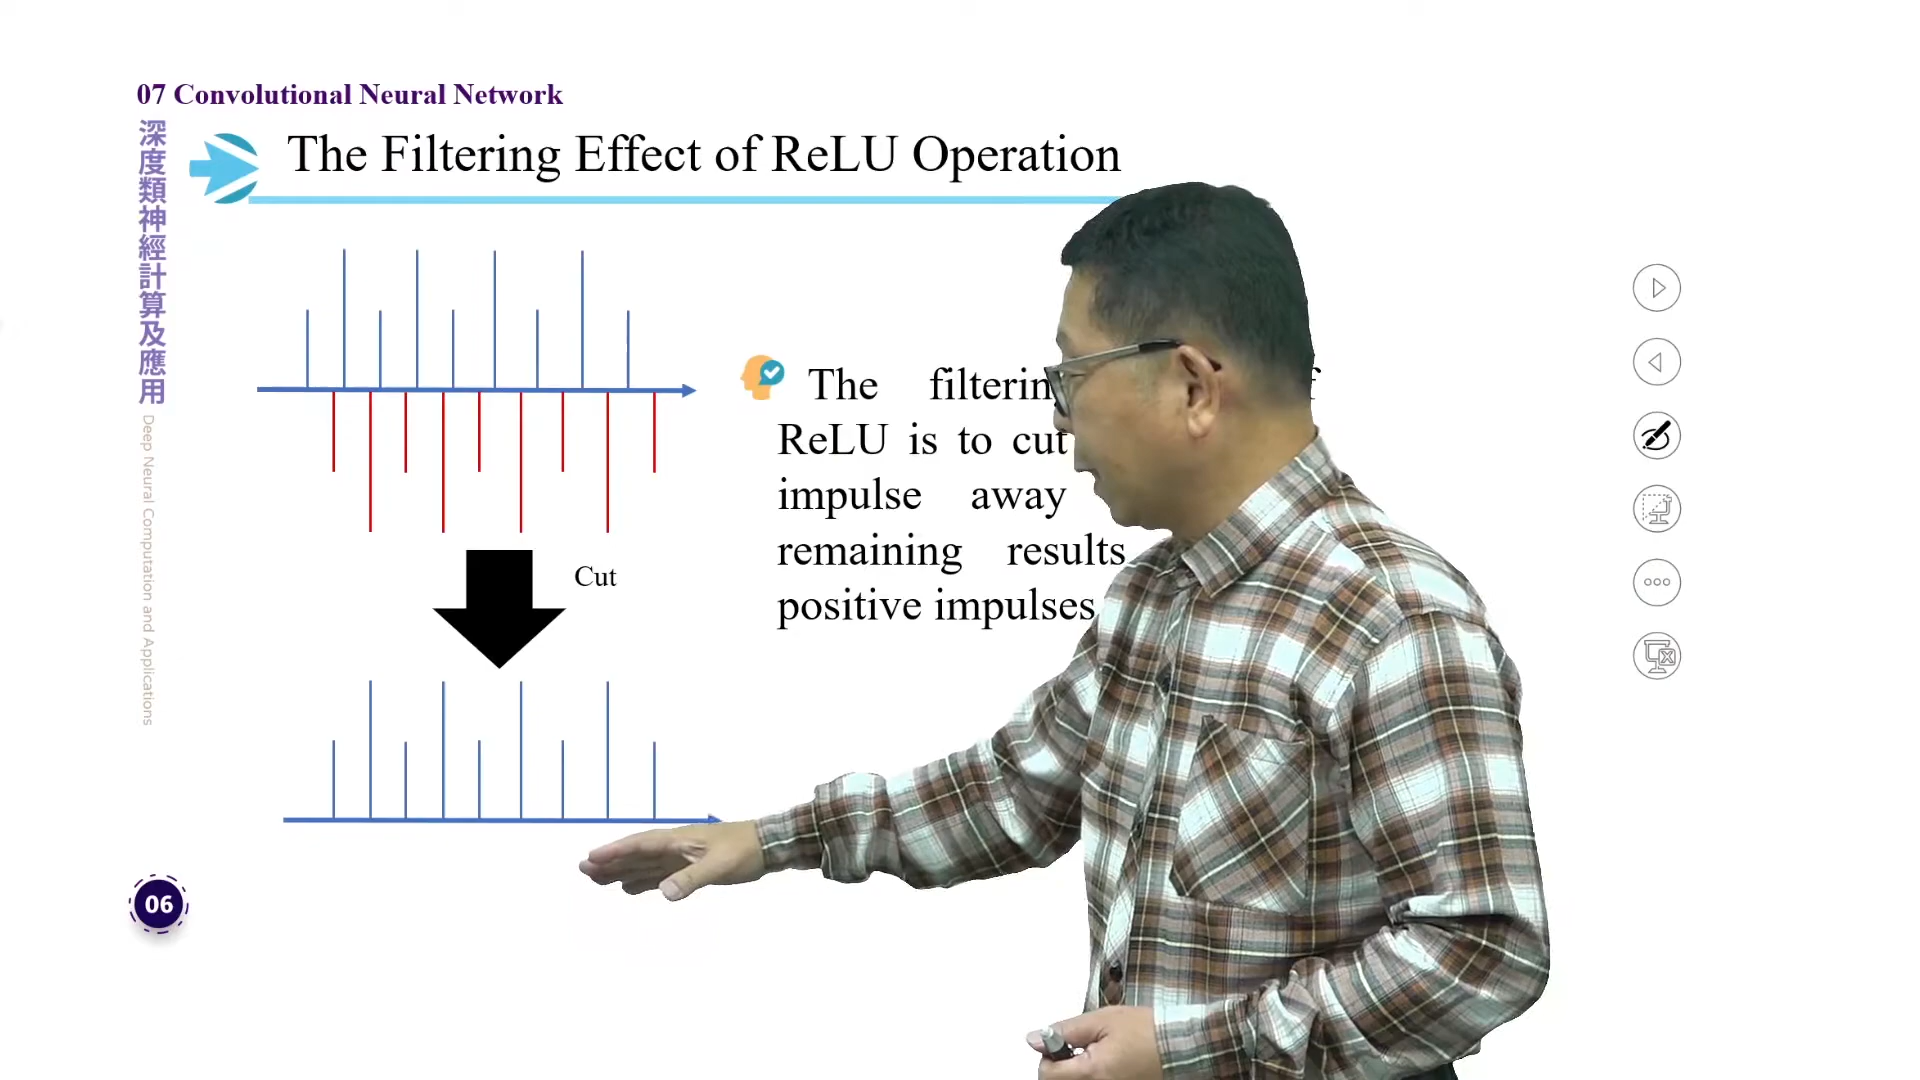 07 Convolutional Neural Network
深度類神經計算及應用
Deep Neural Computation and Applications
The Filtering Effect of ReLU Operation
The
ReLU is to cut
impulse away
remaining results
positive impulses
Cut
06